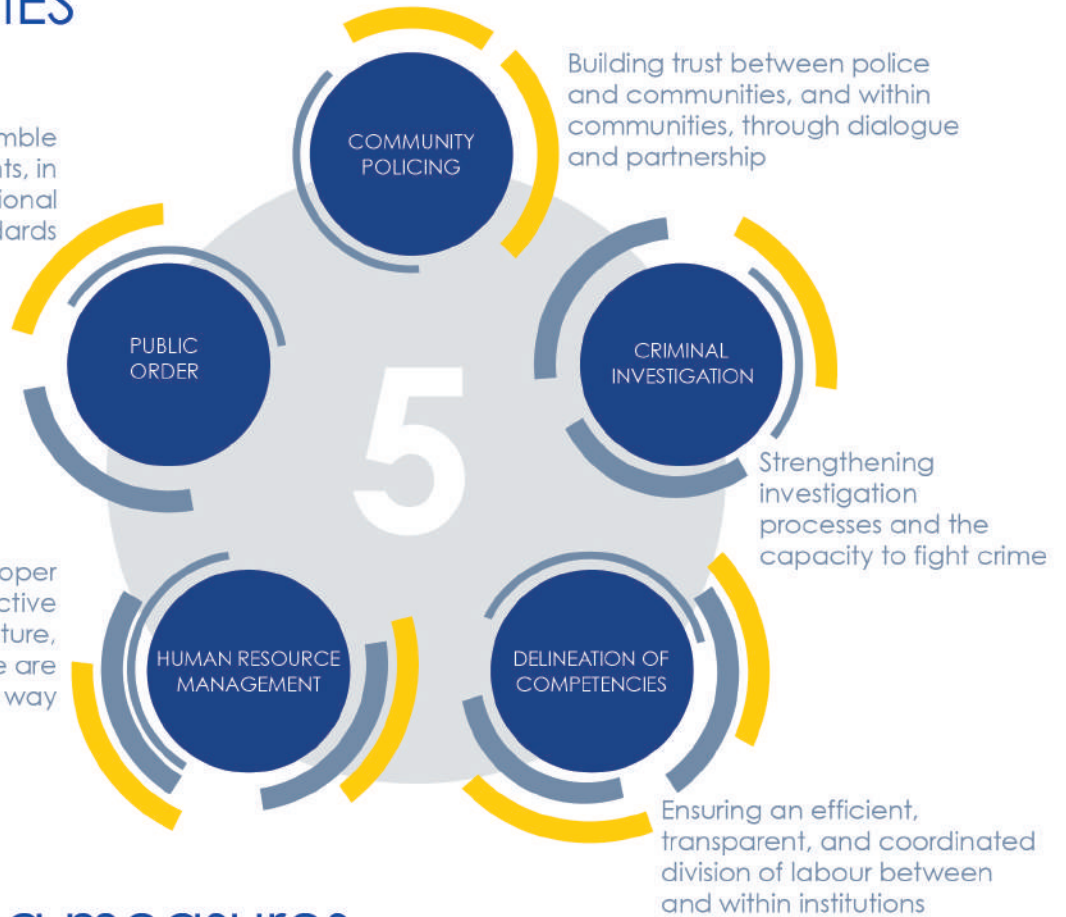 COMMUNITY
POLICING
Building trust between police
and communities, and within
communities, through dialogue
and partnership
PUBLIC
ORDER
5
CRIMINAL
INVESTIGATION
Strengthening
investigation
processes and the
capacity to fight crime
HUMAN RESOURCE
MANAGEMENT
are
way
DELINEATION OF
COMPETENCIES
Ensuring an efficient,
transparent, and coordinated
division of labour between
and within institutions